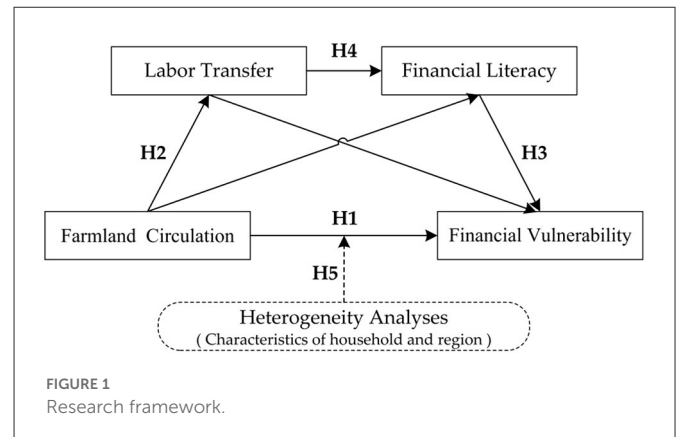 H4
Labor Transfer
Financial Literacy
H2
H3
H1
Farmland Circulation
Financial Vulnerability
H5
Heterogeneity Analyses
( Characteristics of household and region )
FIGURE 1
Research framework.